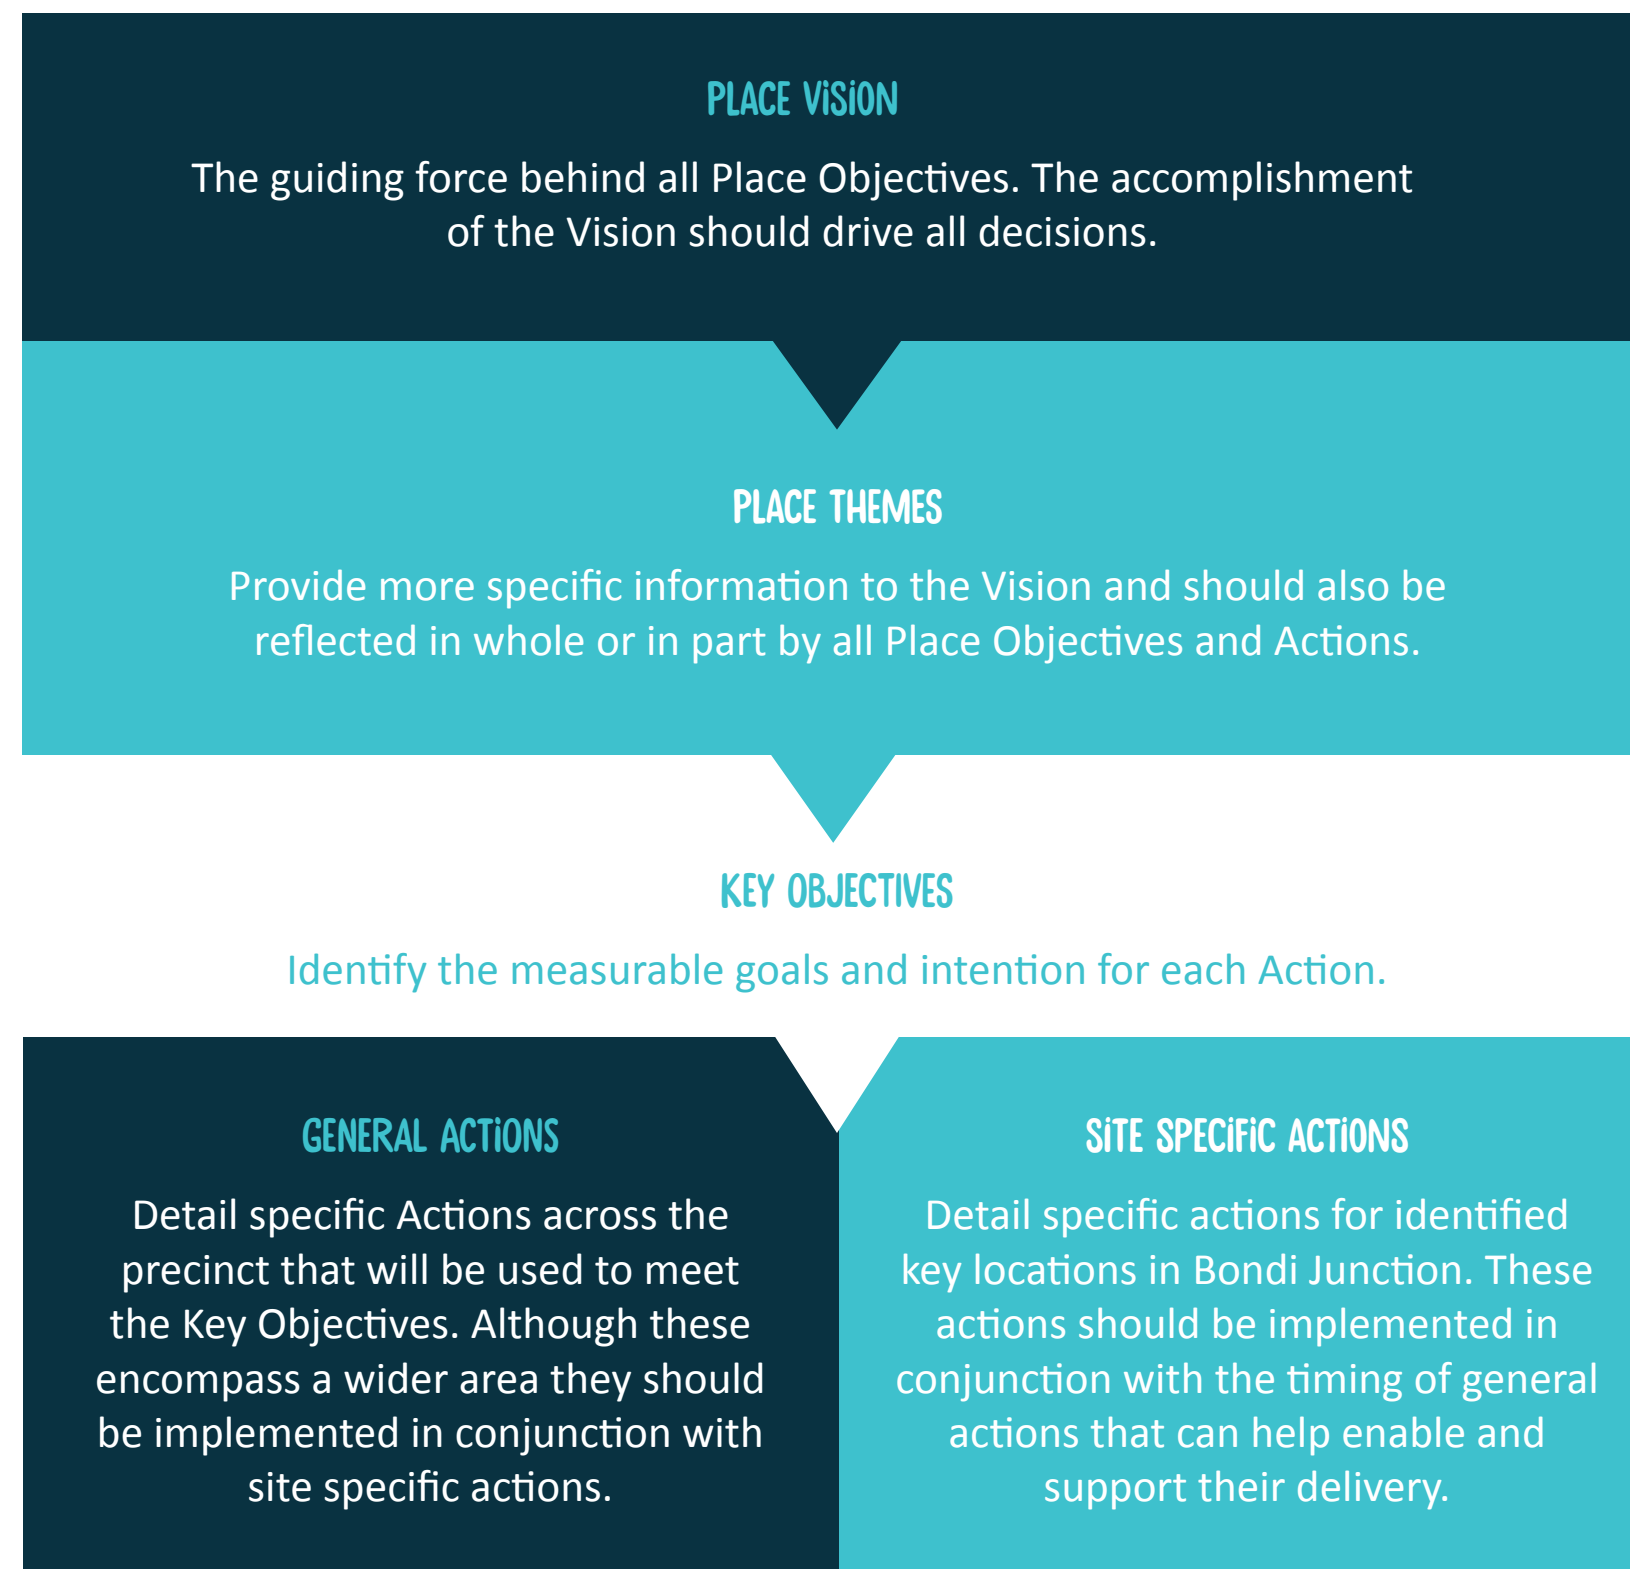 PLACE ViSiON
The guiding force behind all Place Objectives. The accomplishment
of the Vision should drive all decisions.
PLACE THEMES
Provide more specific information to the Vision and should also be
reflected in whole or in part by all Place Objectives and Actions.
KEY OBJECTIVES
Identify the measurable goals and intention for each Action.
GENERAL ACTiONS
Detail specific Actions across the
precinct that will be used to meet
the Key Objectives. Although these
encompass a wider area they should
be implemented in conjunction with
site specific actions.
SiTE SPECiFiC ACTiONS
Detail specific actions for identified
key locations in Bondi Junction. These
actions should be implemented in
conjunction with the timing of general
actions that can help enable and
support their delivery.